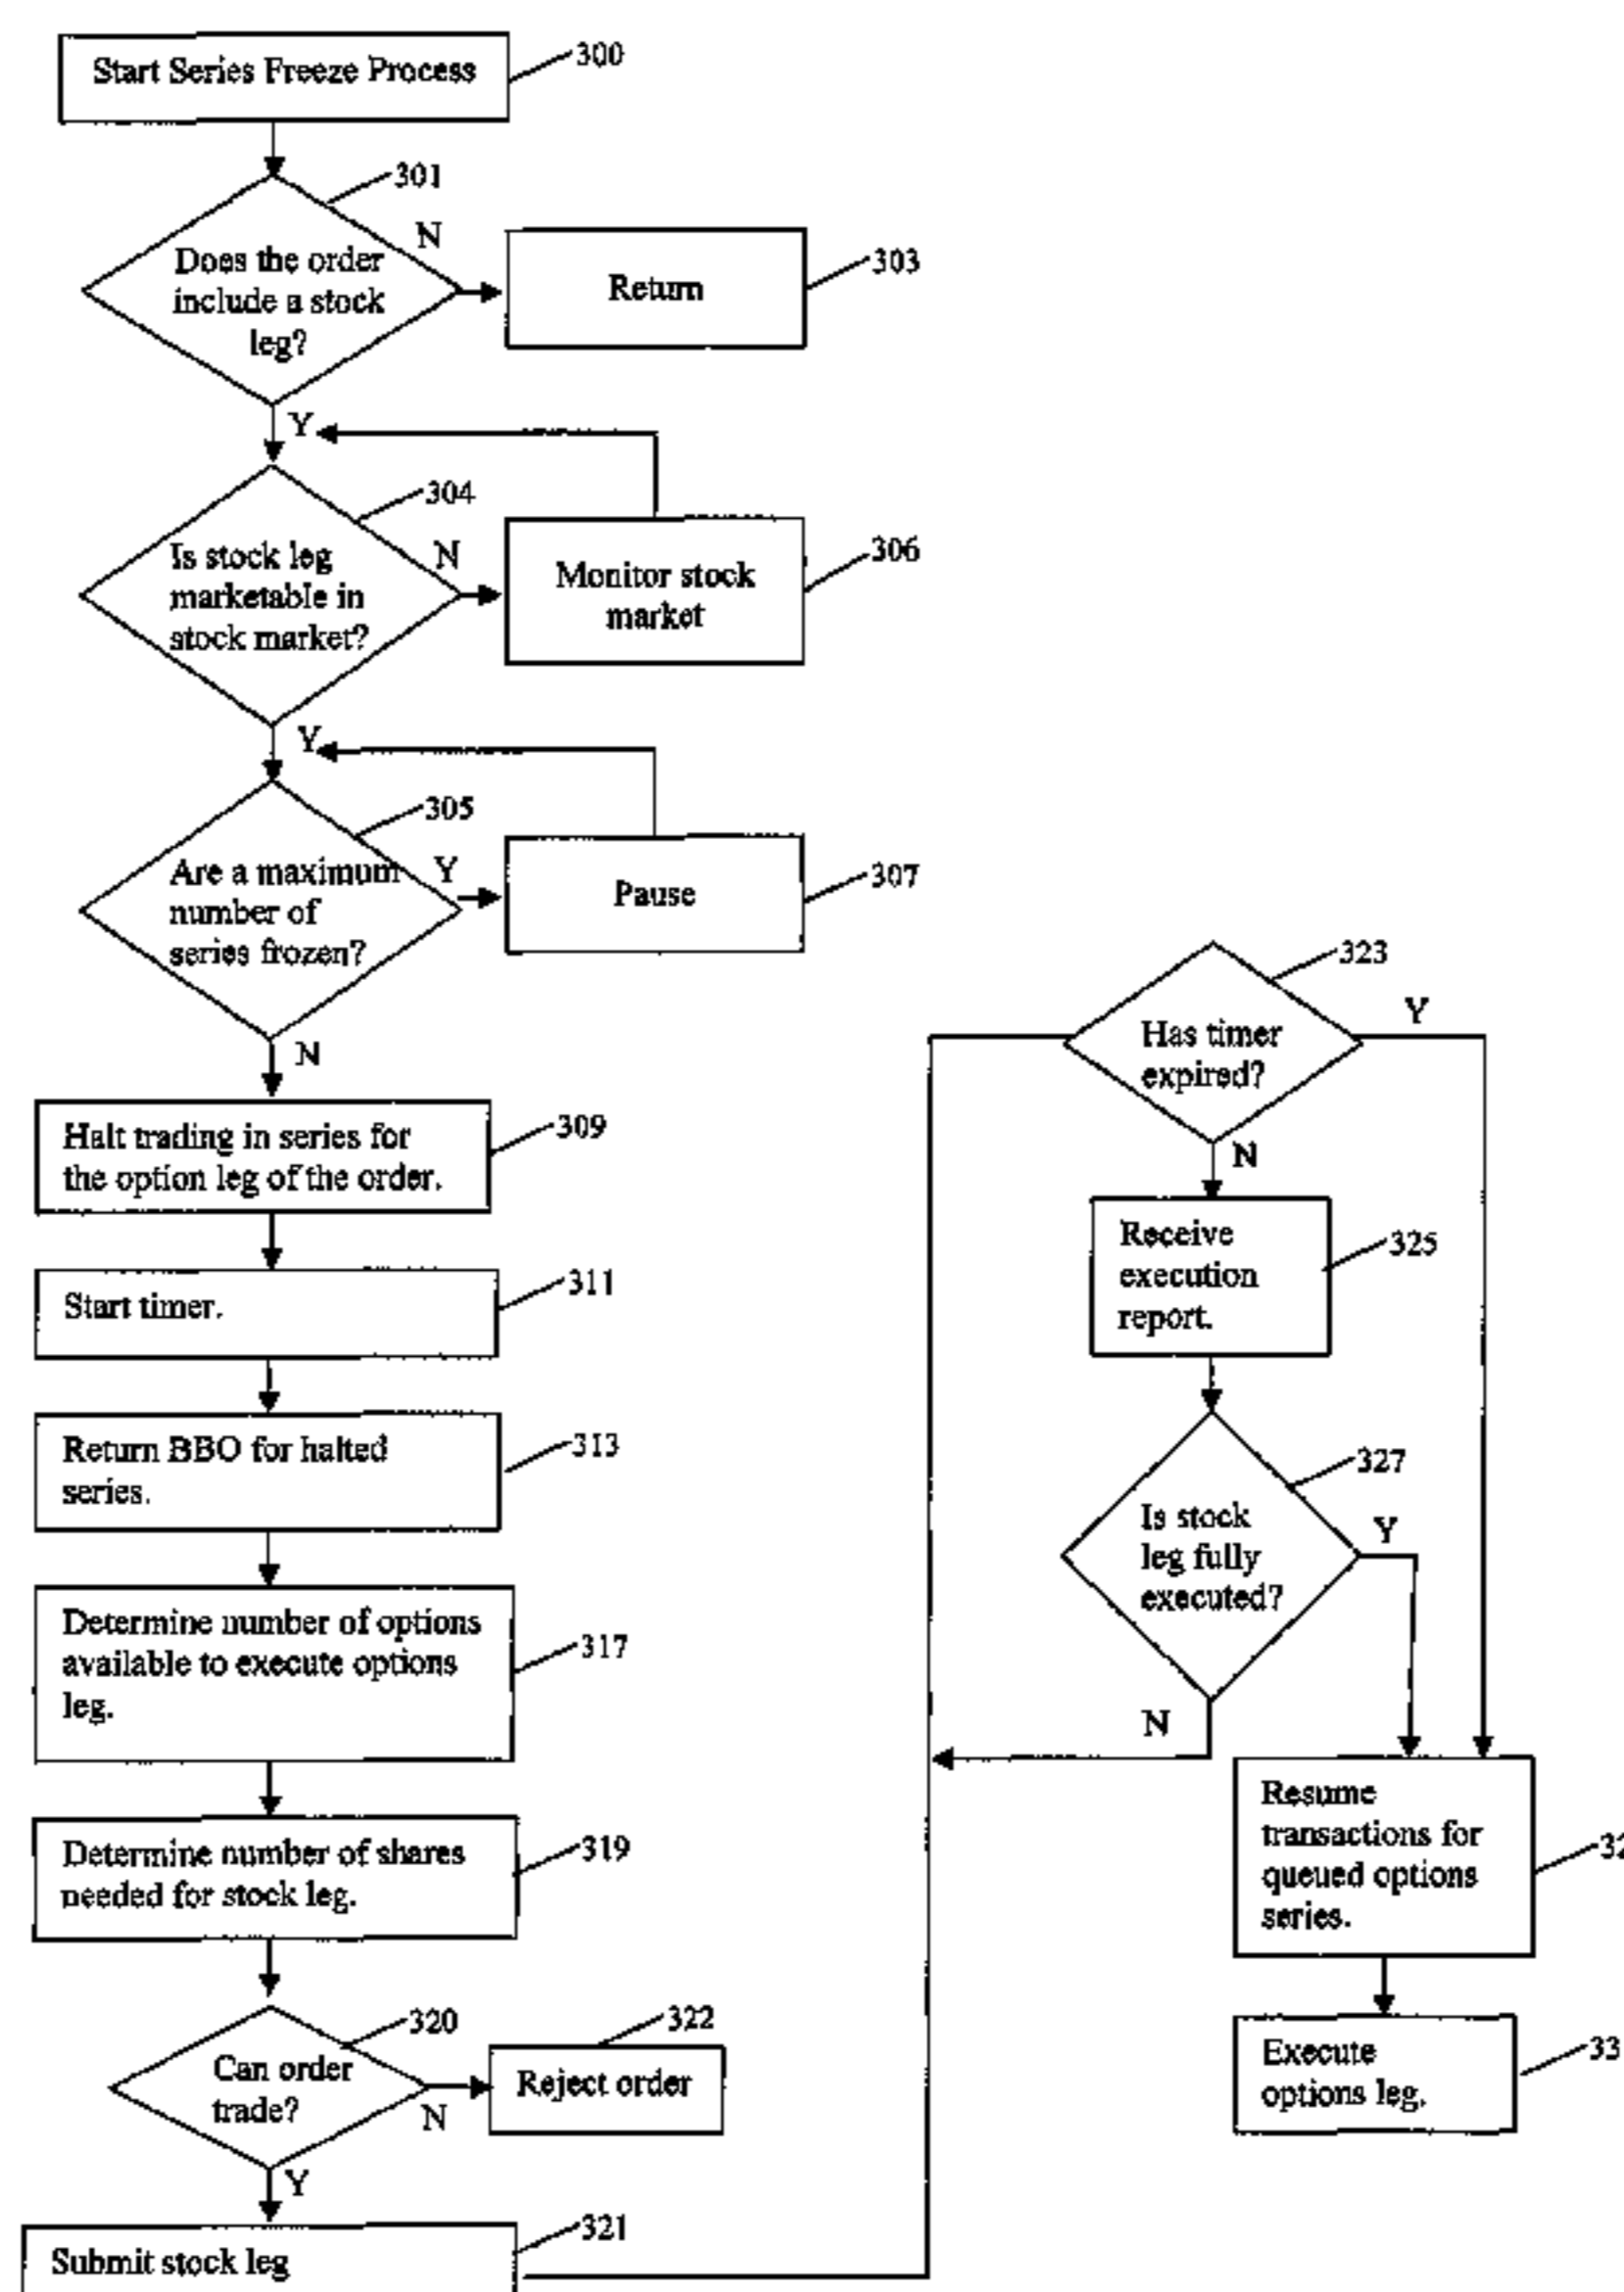 Start Series Freeze Process
300
301
Does the order
include a stock
leg?
N
Return
303
Y
304
Is stock leg
marketable in
stock market?
N
Monitor stock
market
306
Y
305
Are a maximum
number of
series frozen?
Y
Pause
307
N
Halt trading in series for
the option leg of the order.
309
Start timer.
311
Return BBO for halted
series.
313
Determine number of options
available to execute options
leg.
317
Determine number of shares
needed for stock leg.
319
320
Can order
trade?
N
322
Reject order
Y
321
Submit stock leg
323
Has timer
expired?
Y
N
Receive
execution
report.
325
327
Is stock
leg fully
executed?
Y
N
Resume
transactions for
queued options
series.
Execute
options leg.
33